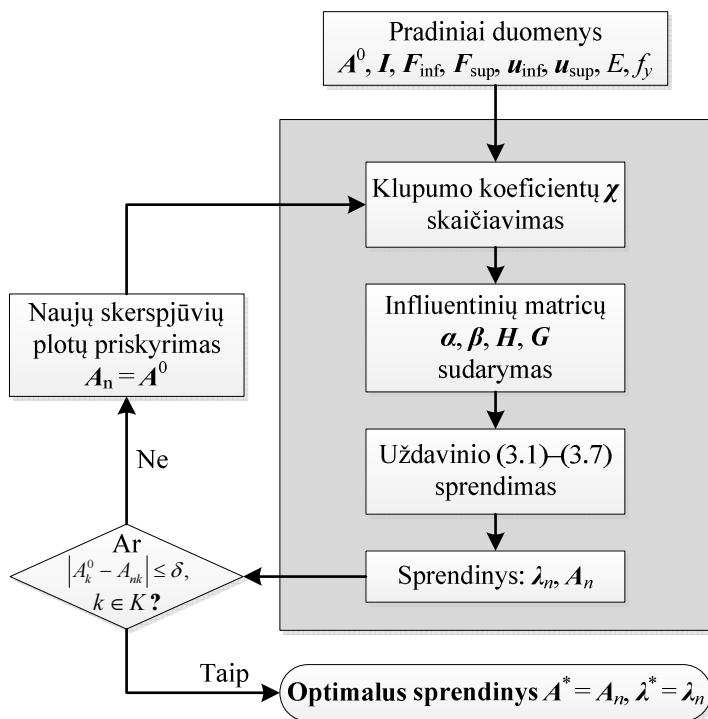 Pradiniai duomenys
A⁰, I, F_inf, F_sup, u_inf, u_sup, E, f_y
Klupumo koeficientų χ
skaičiavimas
Infliuentinių matricų
α, β, H, G
sudarymas
Uždavinio (3.1)–(3.7)
sprendimas
Sprendinys: λ_n, A_n
Ar
|A_k⁰ − A_nk| ≤ δ,
k ∈ K ?
Ne
Naujų skerspjūvių
plotų priskyrimas
A_n = A⁰
Taip
Optimalus sprendinys A* = A_n, λ* = λ_n